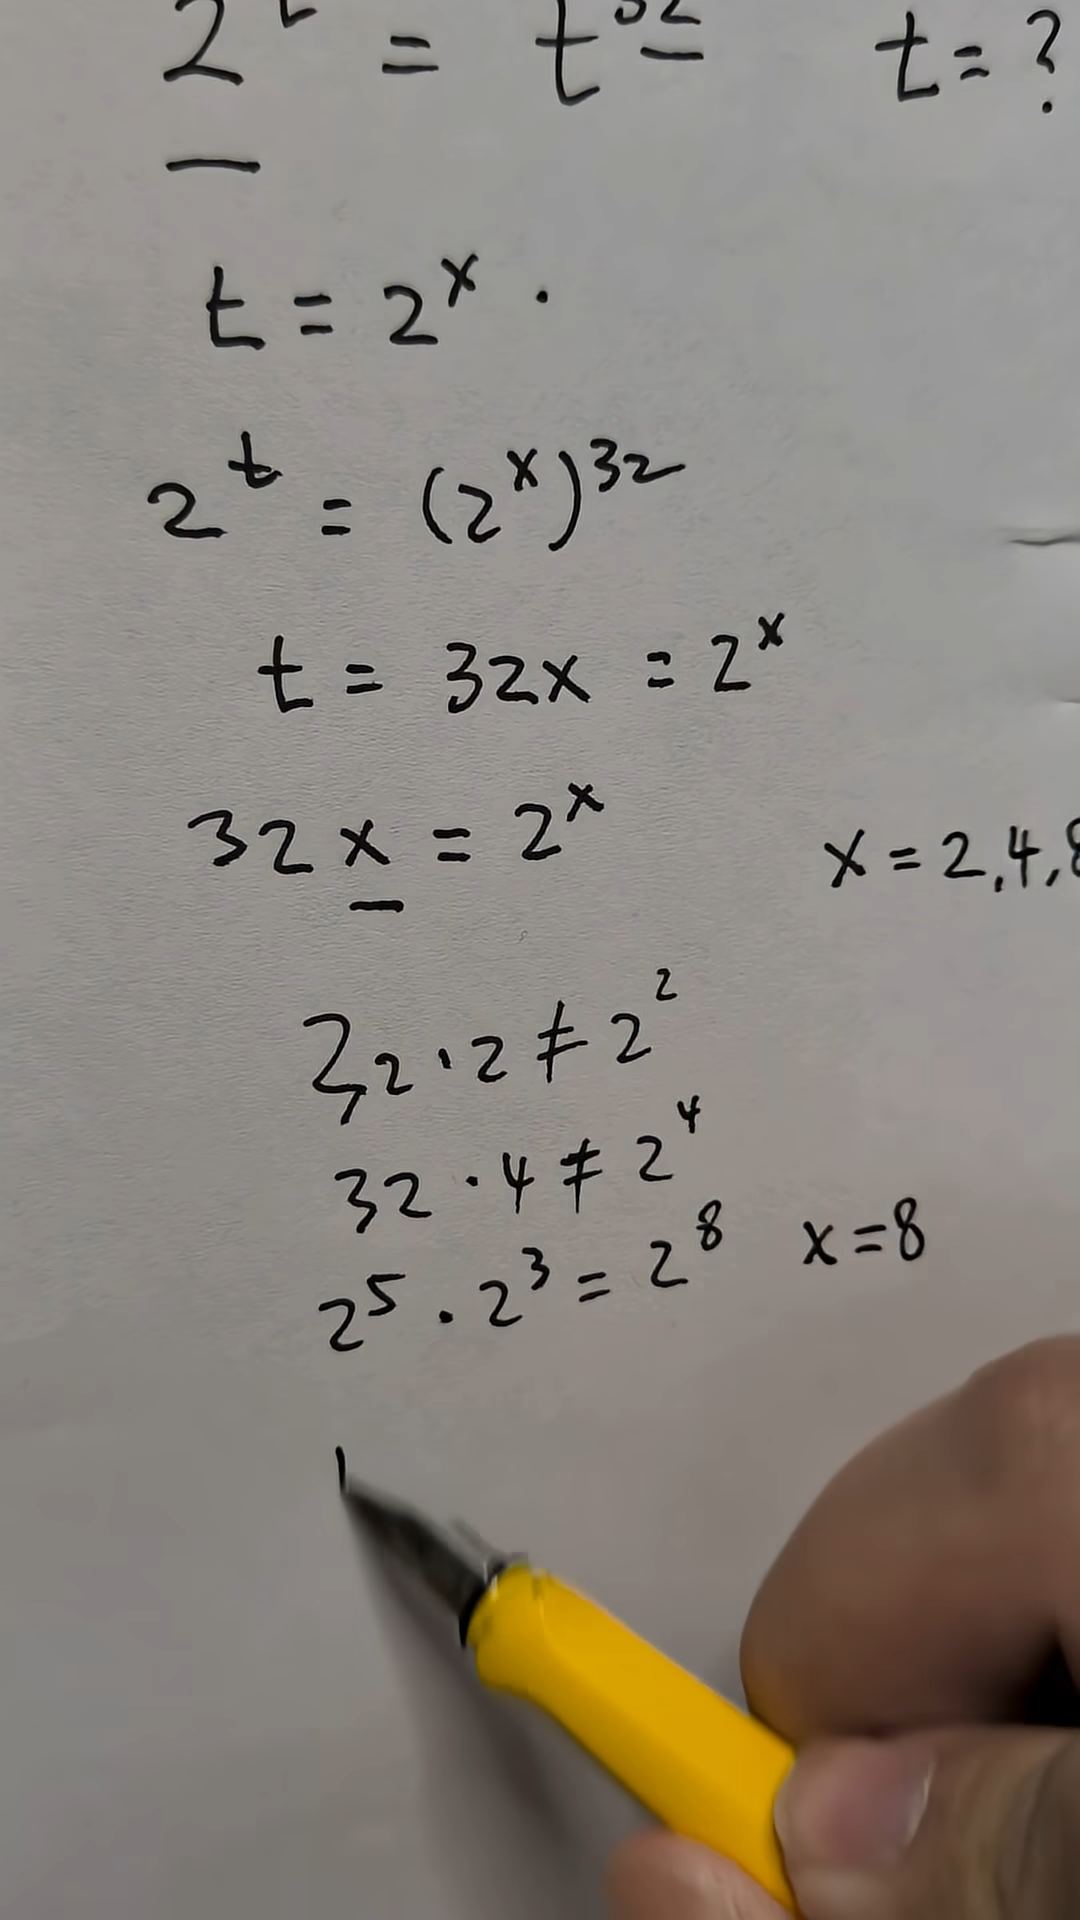 2^t = t^32 t = ?
t = 2^x .
2^t = (2^x)^32
t = 32x = 2^x
32x = 2^x x = 2,4,8
32·2 ≠ 2^2
32·4 ≠ 2^4
2^5 · 2^3 = 2^8 x = 8